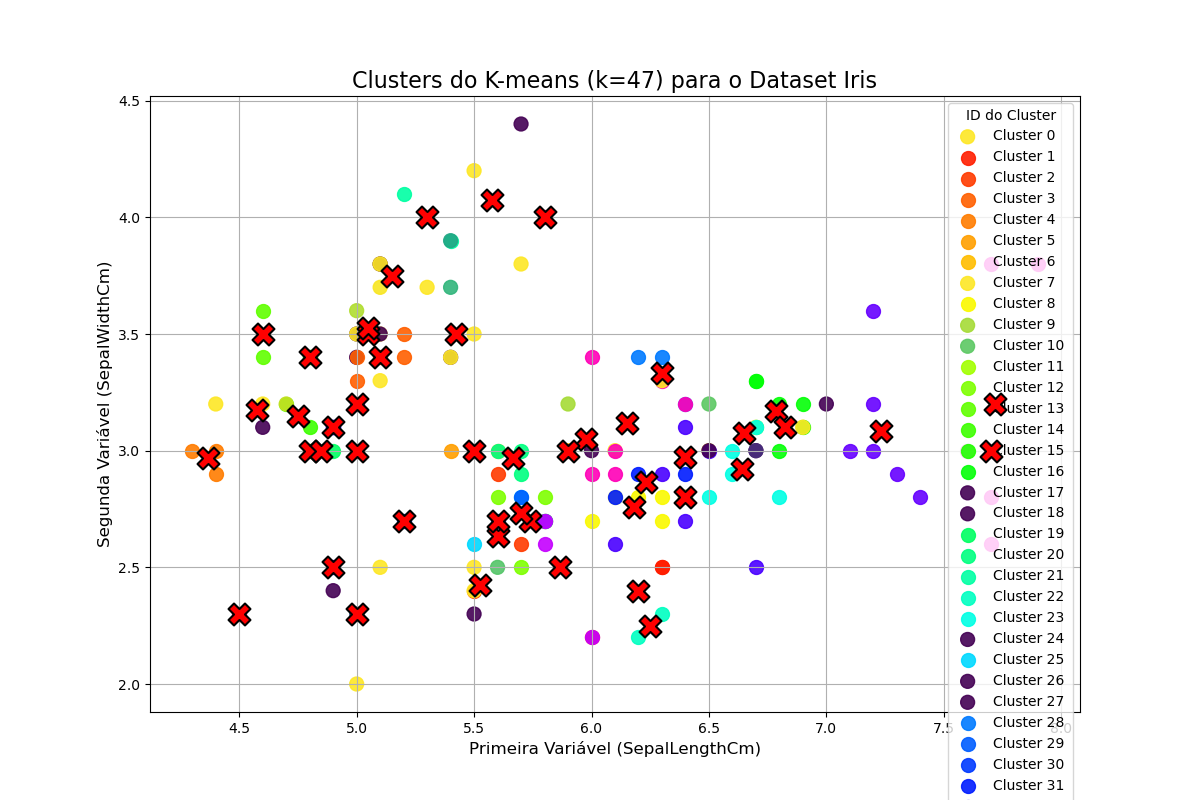 Clusters do K-means (k=47) para o Dataset Iris
4.5
4.0
3.5
3.0
2.5
2.0
Segunda Variável (SepalWidthCm)
4.5
5.0
5.5
6.0
6.5
7.0
7.5
8.0
Primeira Variável (SepalLengthCm)
ID do Cluster
Cluster 0
Cluster 1
Cluster 2
Cluster 3
Cluster 4
Cluster 5
Cluster 6
Cluster 7
Cluster 8
Cluster 9
Cluster 10
Cluster 11
Cluster 12
Cluster 13
Cluster 14
Cluster 15
Cluster 16
Cluster 17
Cluster 18
Cluster 19
Cluster 20
Cluster 21
Cluster 22
Cluster 23
Cluster 24
Cluster 25
Cluster 26
Cluster 27
Cluster 28
Cluster 29
Cluster 30
Cluster 31